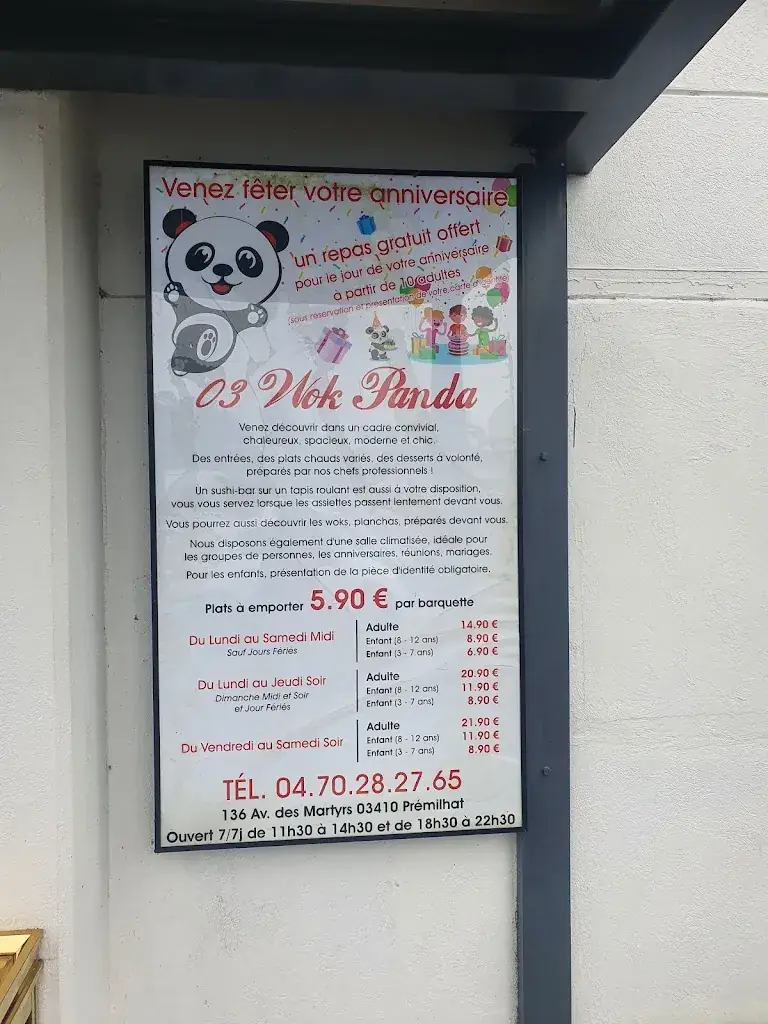 Venez fêter votre anniversaire
un repas gratuit offert
pour le jour de votre anniversaire
à partir de 10 adultes
(sous réservation et présentation de votre carte d'identité)
03 Wok Panda
Venez découvrir dans un cadre convivial,
chaleureux, spacieux, moderne et chic.
Des entrées, des plats chauds variés, des desserts à volonté,
préparés par nos chefs professionnels !
Un sushi-bar sur un tapis roulant est aussi à votre disposition,
vous vous servez lorsque les assiettes passent lentement devant vous.
Vous pourrez aussi découvrir les woks, planchas, préparés devant vous.
Nous disposons également d'une salle climatisée, idéale pour
les groupes de personnes, les anniversaires, réunions, mariages.
Pour les enfants, présentation de la pièce d'identité obligatoire.
Plats à emporter 5.90 € par barquette
Du Lundi au Samedi Midi
Sauf Jours Fériés
Adulte 14.90 €
Enfant (8 - 12 ans) 8.90 €
Enfant (3 - 7 ans) 6.90 €
Du Lundi au Jeudi Soir
Dimanche Midi et Soir
et Jour Fériés
Adulte 20.90 €
Enfant (8 - 12 ans) 11.90 €
Enfant (3 - 7 ans) 8.90 €
Du Vendredi au Samedi Soir
Adulte 21.90 €
Enfant (8 - 12 ans) 11.90 €
Enfant (3 - 7 ans) 8.90 €
TÉL. 04.70.28.27.65
136 Av. des Martyrs 03410 Prémilhat
Ouvert 7/7j de 11h30 à 14h30 et de 18h30 à 22h30